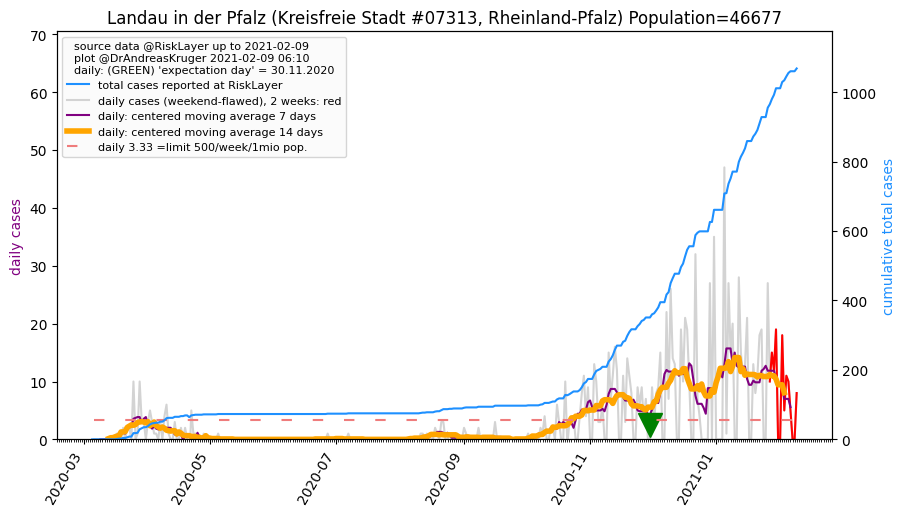 Landau in der Pfalz (Kreisfreie Stadt #07313, Rheinland-Pfalz) Population=46677
source data @RiskLayer up to 2021-02-09
plot @DrAndreasKruger 2021-02-09 06:10
daily: (GREEN) 'expectation day' = 30.11.2020
total cases reported at RiskLayer
daily cases (weekend-flawed), 2 weeks: red
daily: centered moving average 7 days
daily: centered moving average 14 days
daily 3.33 =limit 500/week/1mio pop.
daily cases
70
60
50
40
30
20
10
0
cumulative total cases
1000
800
600
400
200
0
2020-03
2020-05
2020-07
2020-09
2020-11
2021-01